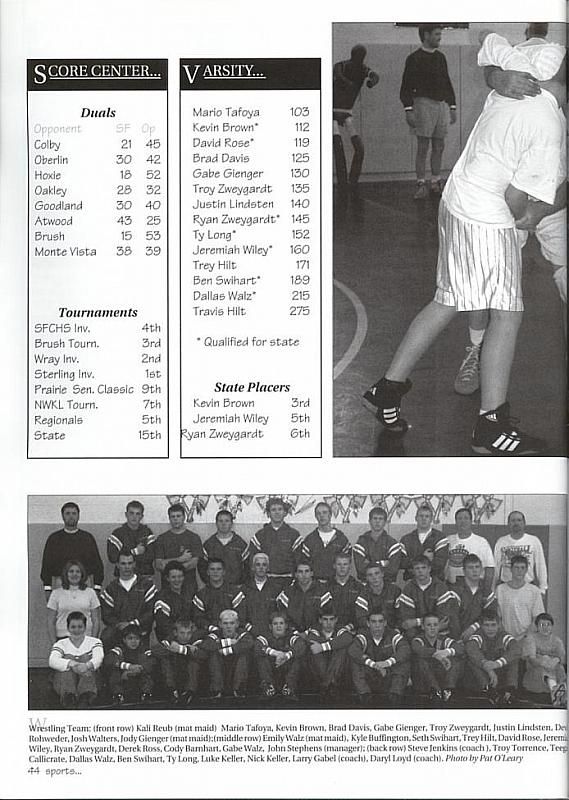 SCORE CENTER...
Duals
Opponent SF Op
Colby 21 45
Oberlin 30 42
Hoxie 18 52
Oakley 28 32
Goodland 30 40
Atwood 43 25
Brush 15 53
Monte Vista 38 39
Tournaments
SFCHS Inv. 4th
Brush Tourn. 3rd
Wray Inv. 2nd
Sterling Inv. 1st
Prairie Sen. Classic 9th
NWKL Tourn. 7th
Regionals 5th
State 15th
VARSITY...
Mario Tafoya 103
Kevin Brown* 112
David Rose* 119
Brad Davis 125
Gabe Gienger 130
Troy Zweygardt 135
Justin Lindsten 140
Ryan Zweygardt* 145
Ty Long* 152
Jeremiah Wiley* 160
Trey Hilt 171
Ben Swihart* 189
Dallas Walz* 215
Travis Hilt 275
* Qualified for state
State Placers
Kevin Brown 3rd
Jeremiah Wiley 5th
Ryan Zweygardt 6th
Wrestling Team: (front row) Kali Reub (mat maid) Mario Tafoya, Kevin Brown, Brad Davis, Gabe Gienger, Troy Zweygardt, Justin Lindsten,
Rohweder, Josh Walters, Jody Gienger (mat maid);(middle row) Emily Walz (mat maid), Kyle Buffington, Seth Swihart, Trey Hilt, David Rose,
Wiley, Ryan Zweygardt, Derek Ross, Cody Barnhart, Gabe Walz, John Stephens (manager); (back row) Steve Jenkins (coach ), Troy Torrence,
Callicrate, Dallas Walz, Ben Swihart, Ty Long, Luke Keller, Nick Keller, Larry Gabel (coach), Daryl Loyd (coach). Photo by Pat O'Leary
44 sports...